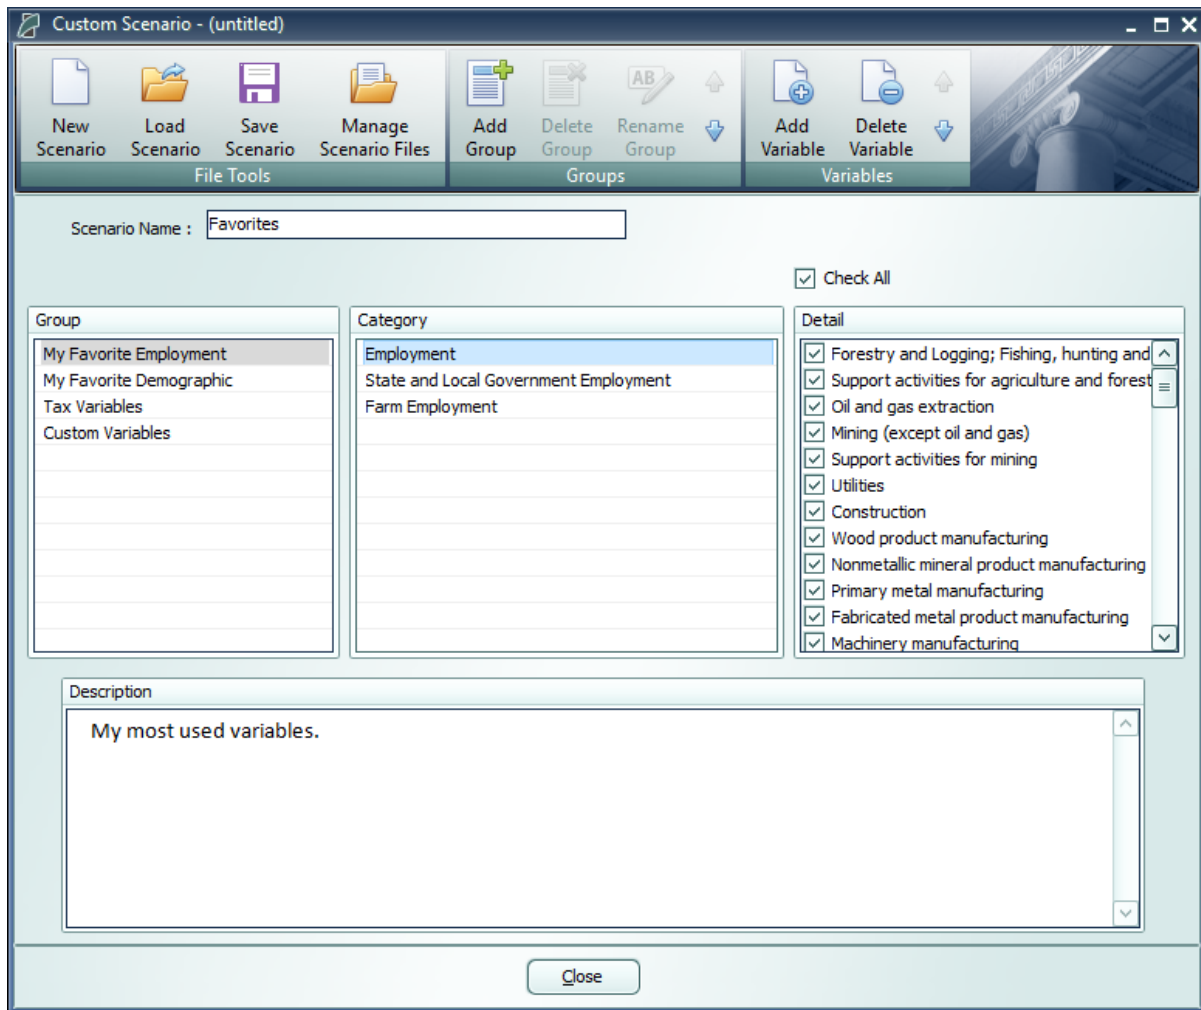 Custom Scenario - (untitled)
New Scenario
Load Scenario
Save Scenario
Manage Scenario Files
File Tools
Add Group
Delete Group
AB
Rename Group
Groups
Add Variable
Delete Variable
Variables
Scenario Name :
Favorites
Check All
Group
My Favorite Employment
My Favorite Demographic
Tax Variables
Custom Variables
Category
Employment
State and Local Government Employment
Farm Employment
Detail
Forestry and Logging; Fishing, hunting and
Support activities for agriculture and forest
Oil and gas extraction
Mining (except oil and gas)
Support activities for mining
Utilities
Construction
Wood product manufacturing
Nonmetallic mineral product manufacturing
Primary metal manufacturing
Fabricated metal product manufacturing
Machinery manufacturing
Description
My most used variables.
Close